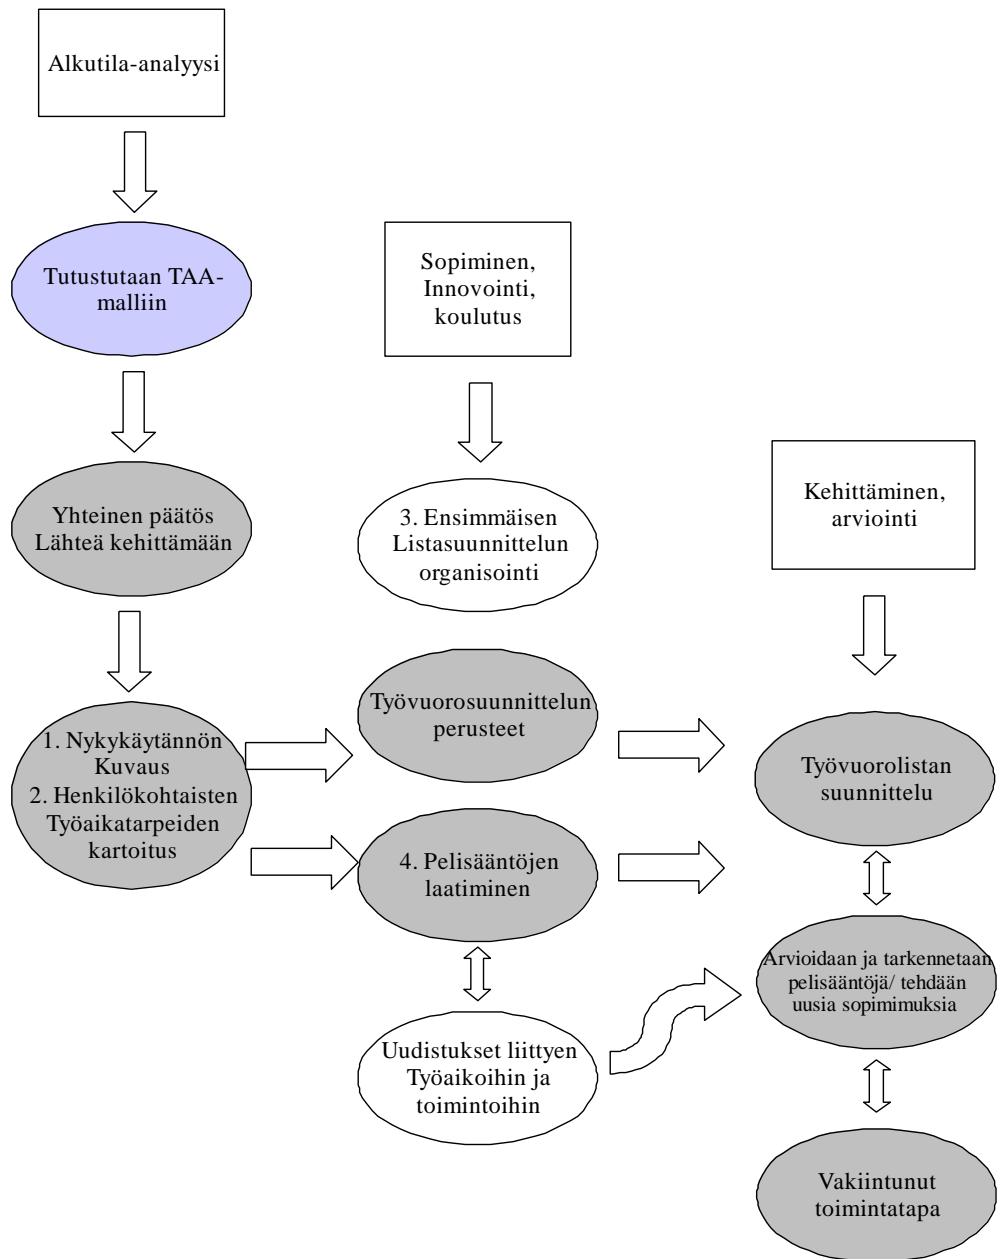 Alkutila-analyysi
Tutustutaan TAA-
malliin
Yhteinen päätös
Lähteä kehittämään
1. Nykykäytännön
Kuvaus
2. Henkilökohtaisten
Työaikatarpeiden
kartoitus
Sopiminen,
Innovointi,
koulutus
3. Ensimmäisen
Listasuunnittelun
organisointi
Työvuorosuunnittelun
perusteet
4. Pelisääntöjen
laatiminen
Uudistukset liittyen
Työaikoihin ja
toimintoihin
Kehittäminen,
arviointi
Työvuorolistan
suunnittelu
Arvioidaan ja tarkennetaan
pelisääntöjä/ tehdään
uusia sopimimuksia
Vakiintunut
toimintatapa